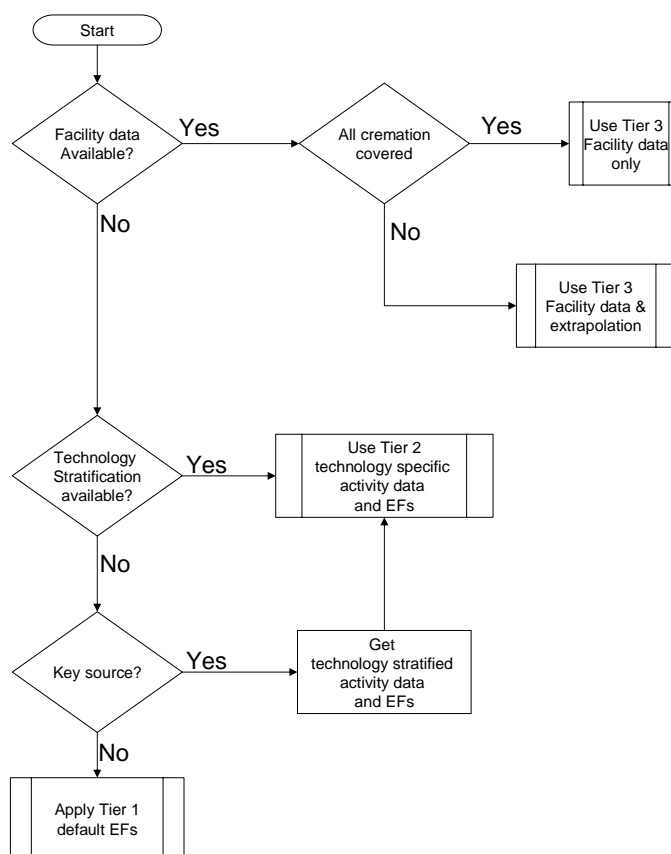 Start
Facility data
Available?
Yes
All cremation
covered
Yes
Use Tier 3
Facility data
only
No
No
Use Tier 3
Facility data &
extrapolation
Technology
Stratification
available?
Yes
Use Tier 2
technology specific
activity data
and EFs
No
Key source?
Yes
Get
technology stratified
activity data
and EFs
No
Apply Tier 1
default EFs